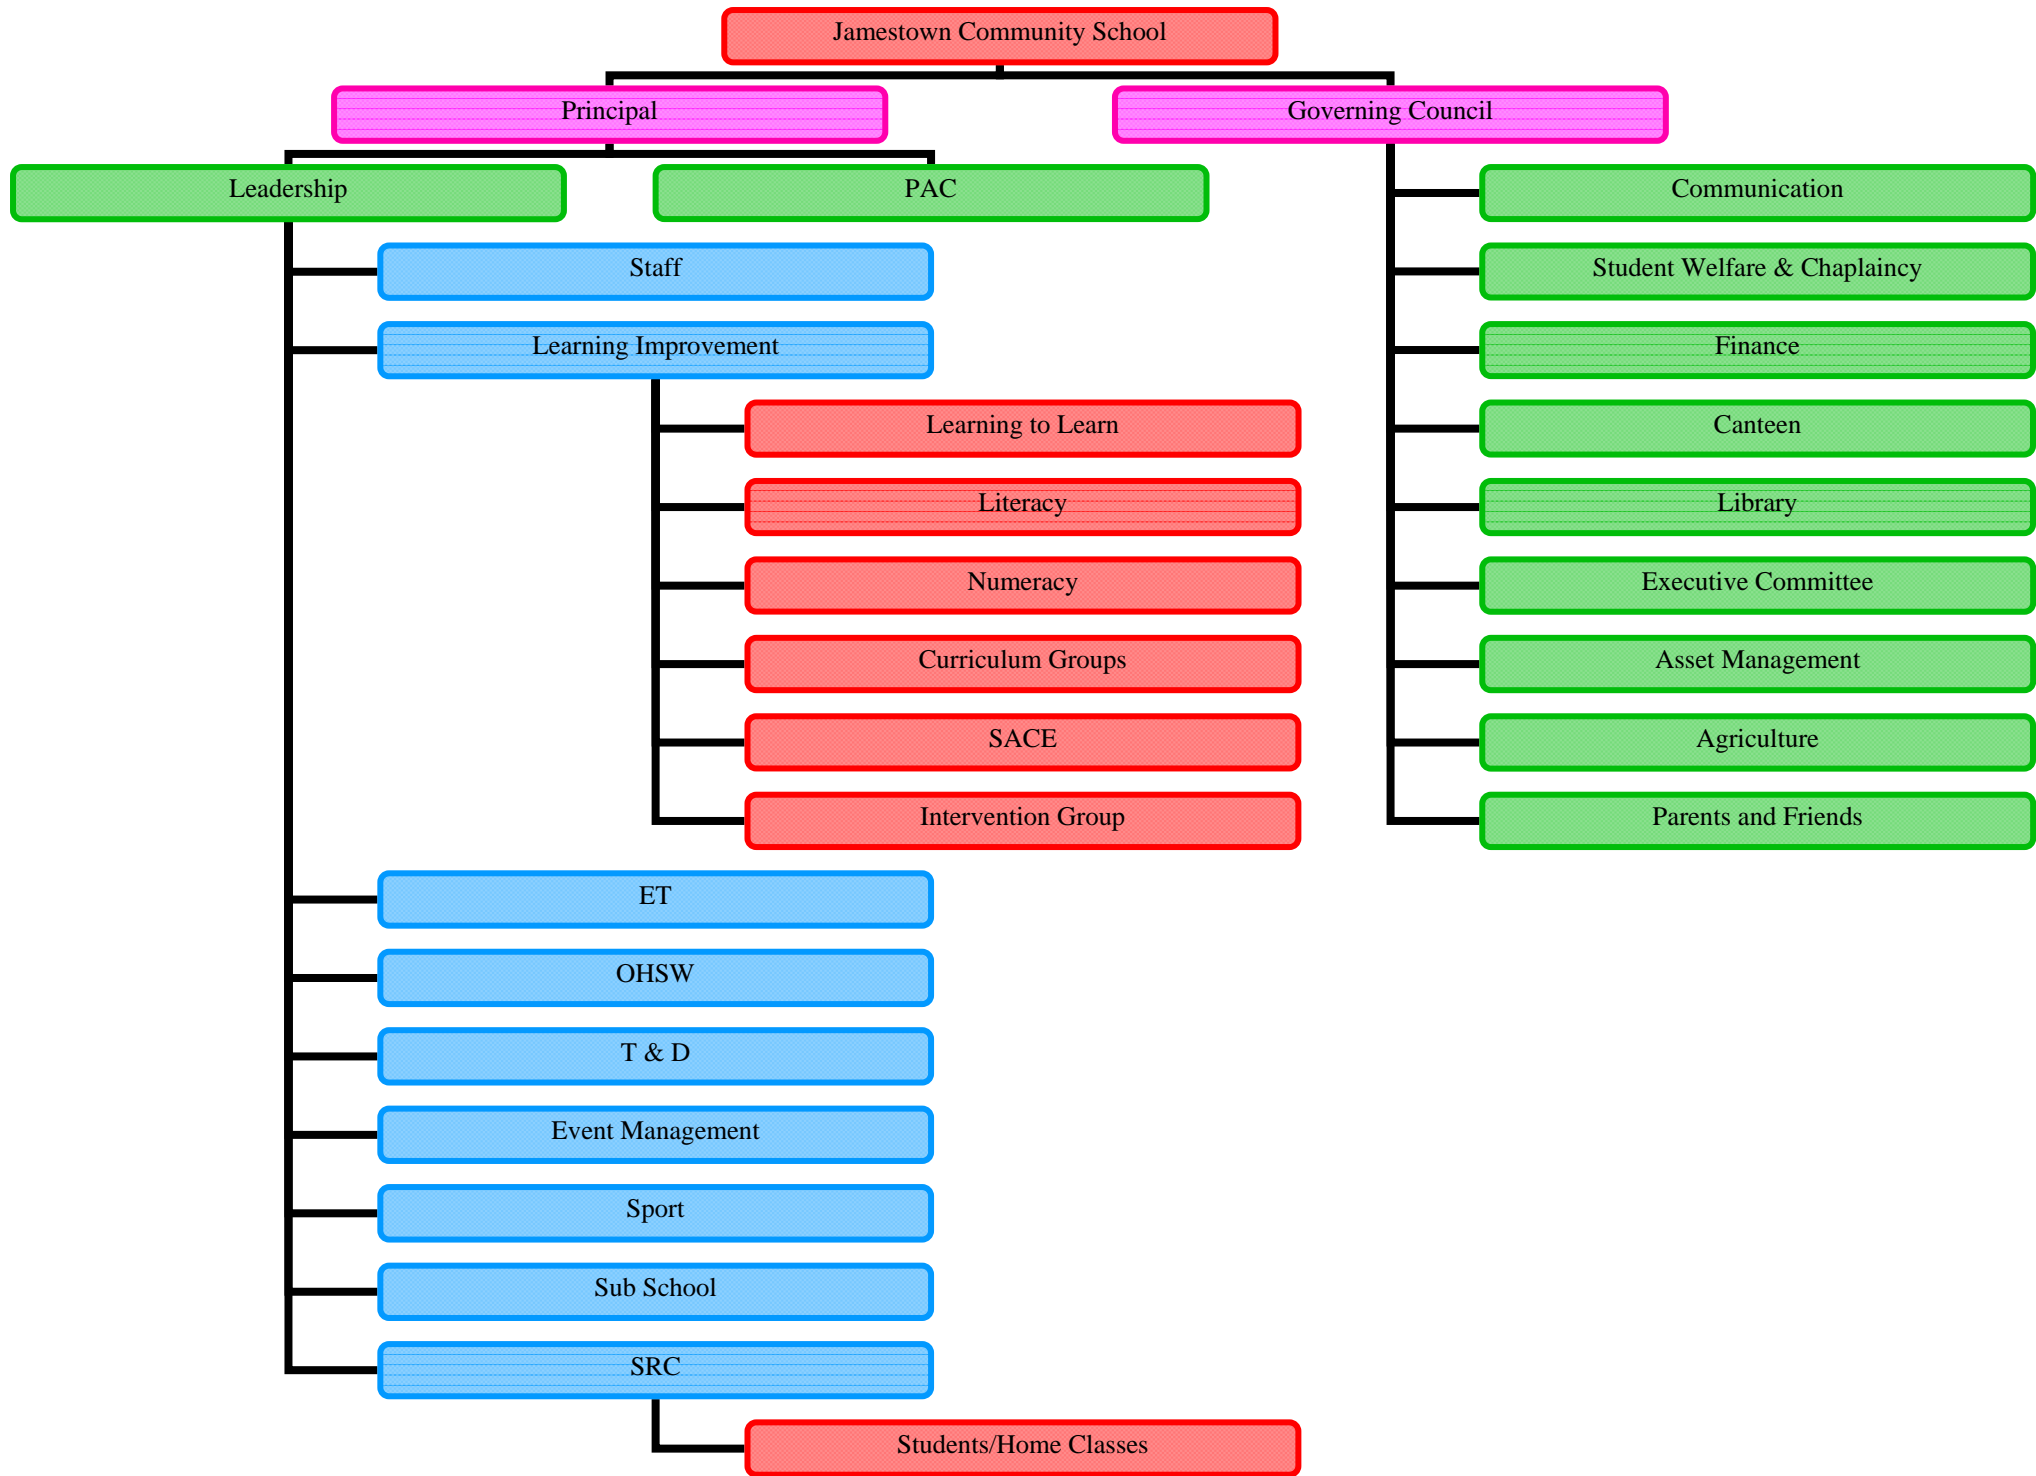 Jamestown Community School
Principal
Governing Council
Leadership
PAC
Communication
Staff
Student Welfare & Chaplaincy
Learning Improvement
Finance
Learning to Learn
Canteen
Literacy
Library
Numeracy
Executive Committee
Curriculum Groups
Asset Management
SACE
Agriculture
Intervention Group
Parents and Friends
ET
OHSW
T & D
Event Management
Sport
Sub School
SRC
Students/Home Classes